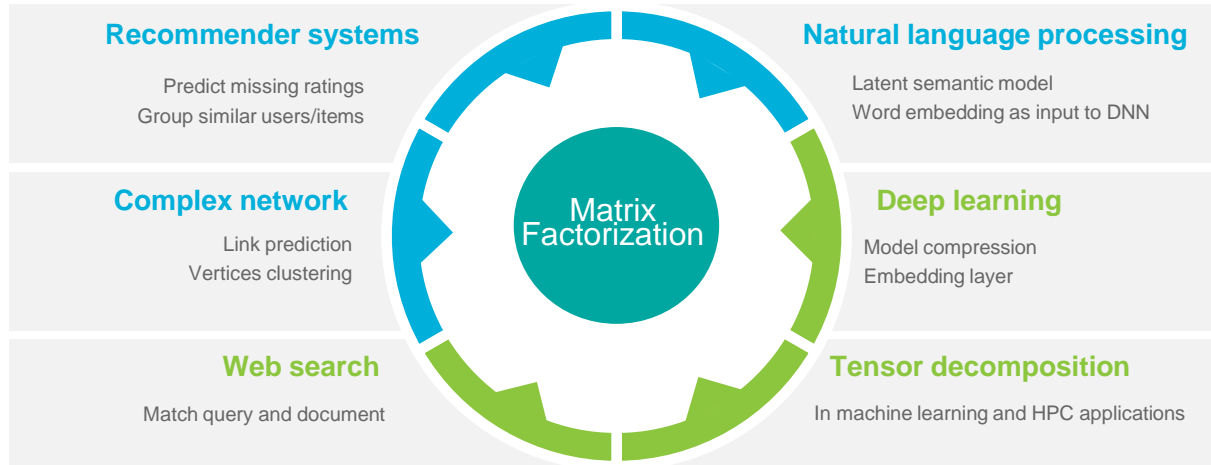 Recommender systems
Predict missing ratings
Group similar users/items
Complex network
Link prediction
Vertices clustering
Web search
Match query and document
Matrix
Factorization
Natural language processing
Latent semantic model
Word embedding as input to DNN
Deep learning
Model compression
Embedding layer
Tensor decomposition
In machine learning and HPC applications